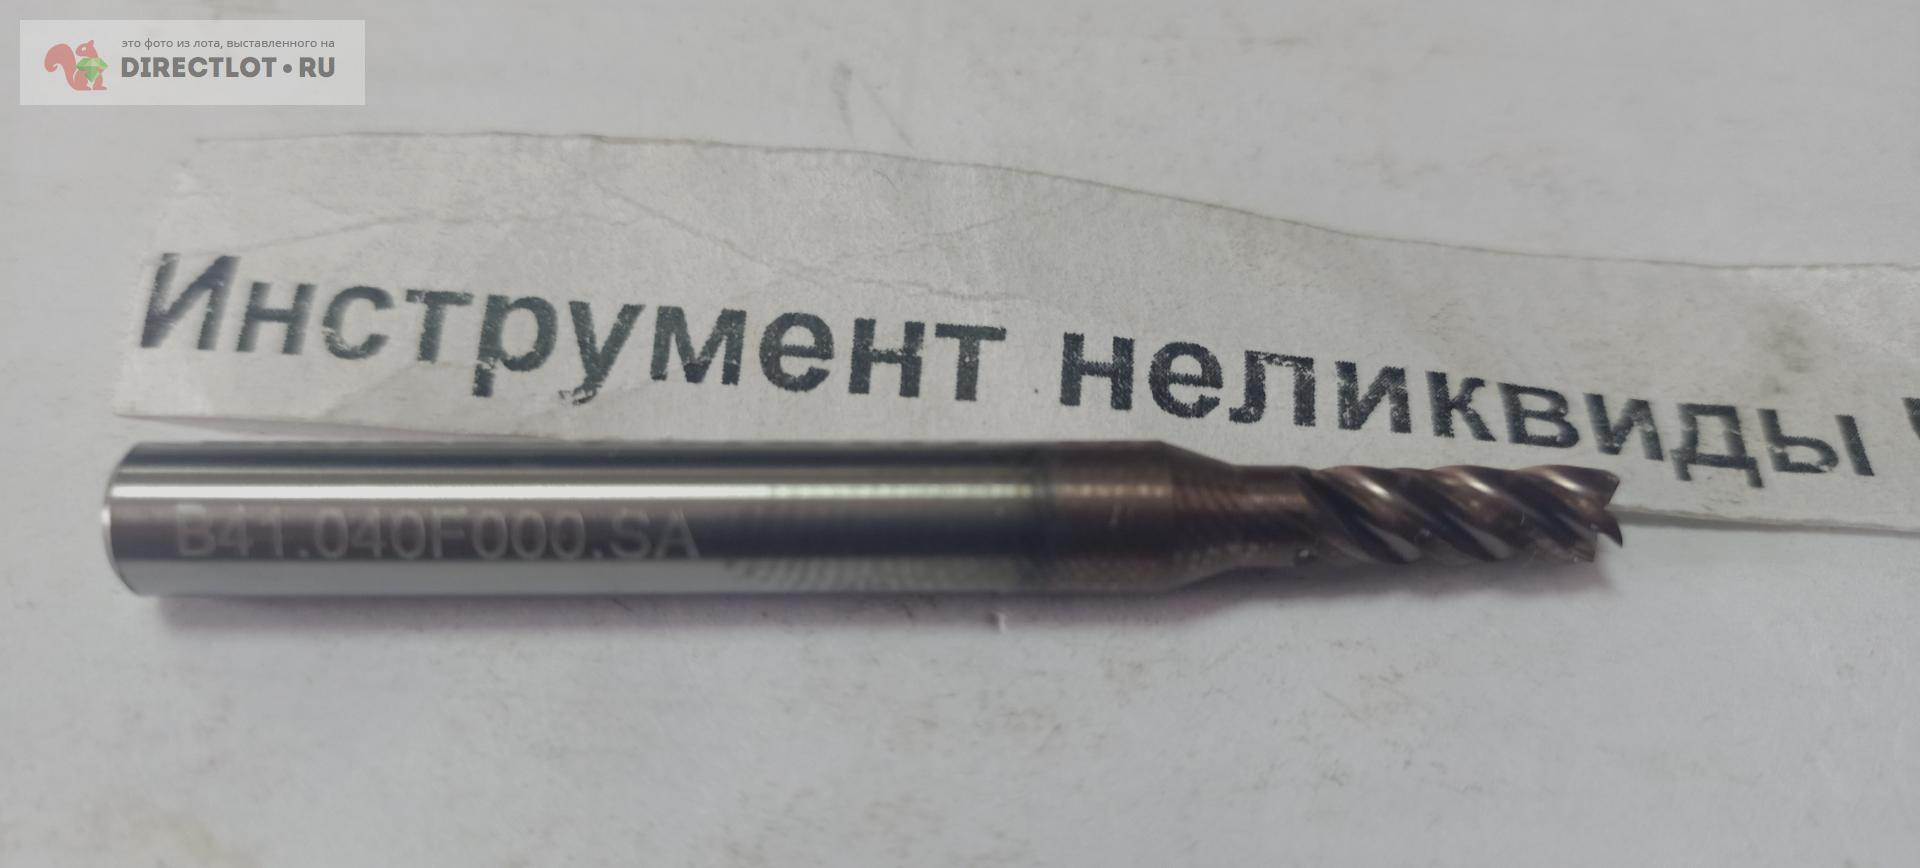 это фото из лота, выставленного на
DIRECTLOT•RU
Инструмент неликвиды
B41.040F000.SA